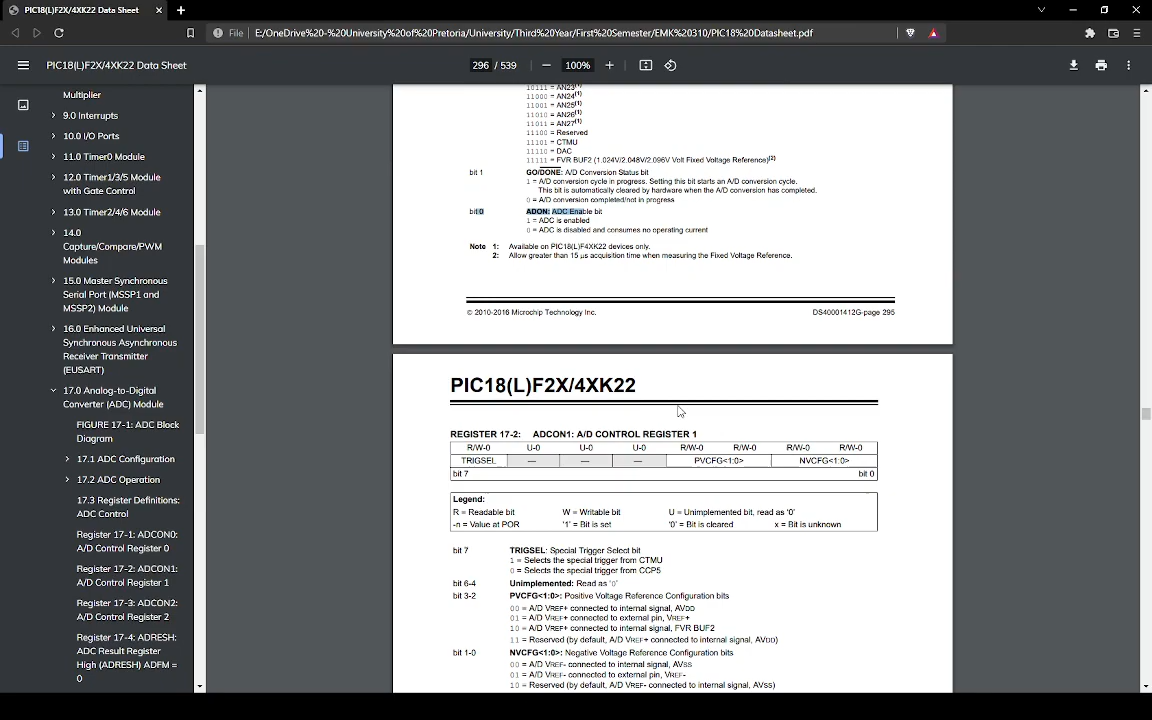 PIC18(L)F2X/4XK22 Data Sheet
File
E:/OneDrive%20-%20University%20of%20Pretoria/University/Third%20Year/First%20Semester/EMK%20310/PIC18%20Datasheet.pdf
PIC18(L)F2X/4XK22 Data Sheet
296 / 539
100%
Multiplier
9.0 Interrupts
10.0 I/O Ports
11.0 Timer0 Module
12.0 Timer1/3/5 Module
with Gate Control
13.0 Timer2/4/6 Module
14.0
Capture/Compare/PWM
Modules
15.0 Master Synchronous
Serial Port (MSSP1 and
MSSP2) Module
16.0 Enhanced Universal
Synchronous Asynchronous
Receiver Transmitter
(EUSART)
17.0 Analog-to-Digital
Converter (ADC) Module
FIGURE 17-1: ADC Block
Diagram
17.1 ADC Configuration
17.2 ADC Operation
17.3 Register Definitions:
ADC Control
Register 17-1: ADCON0:
A/D Control Register 0
Register 17-2: ADCON1:
A/D Control Register 1
Register 17-3: ADCON2:
A/D Control Register 2
Register 17-4: ADRESH:
ADC Result Register
High (ADRESH) ADFM =
0
10111 = AN23(1)
11000 = AN24(1)
11001 = AN25(1)
11010 = AN26(1)
11011 = AN27(1)
11100 = Reserved
11101 = CTMU
11110 = DAC
11111 = FVR BUF2 (1.024V/2.048V/2.096V Volt Fixed Voltage Reference)(2)
bit 1 GO/DONE: A/D Conversion Status bit
1 = A/D conversion cycle in progress. Setting this bit starts an A/D conversion cycle.
This bit is automatically cleared by hardware when the A/D conversion has completed.
0 = A/D conversion completed/not in progress
bit 0 ADON: ADC Enable bit
1 = ADC is enabled
0 = ADC is disabled and consumes no operating current
Note 1: Available on PIC18(L)F4XK22 devices only.
2: Allow greater than 15 μs acquisition time when measuring the Fixed Voltage Reference.
© 2010-2016 Microchip Technology Inc. DS40001412G-page 295
PIC18(L)F2X/4XK22
REGISTER 17-2: ADCON1: A/D CONTROL REGISTER 1
R/W-0 U-0 U-0 U-0 R/W-0 R/W-0 R/W-0 R/W-0
TRIGSEL — — — PVCFG<1:0> NVCFG<1:0>
bit 7 bit 0
Legend:
R = Readable bit W = Writable bit U = Unimplemented bit, read as '0'
-n = Value at POR '1' = Bit is set '0' = Bit is cleared x = Bit is unknown
bit 7 TRIGSEL: Special Trigger Select bit
1 = Selects the special trigger from CTMU
0 = Selects the special trigger from CCP5
bit 6-4 Unimplemented: Read as '0'
bit 3-2 PVCFG<1:0>: Positive Voltage Reference Configuration bits
00 = A/D VREF+ connected to internal signal, AVDD
01 = A/D VREF+ connected to external pin, VREF+
10 = A/D VREF+ connected to internal signal, FVR BUF2
11 = Reserved (by default, A/D VREF+ connected to internal signal, AVDD)
bit 1-0 NVCFG<1:0>: Negative Voltage Reference Configuration bits
00 = A/D VREF- connected to internal signal, AVSS
01 = A/D VREF- connected to external pin, VREF-
10 = Reserved (by default, A/D VREF- connected to internal signal, AVSS)